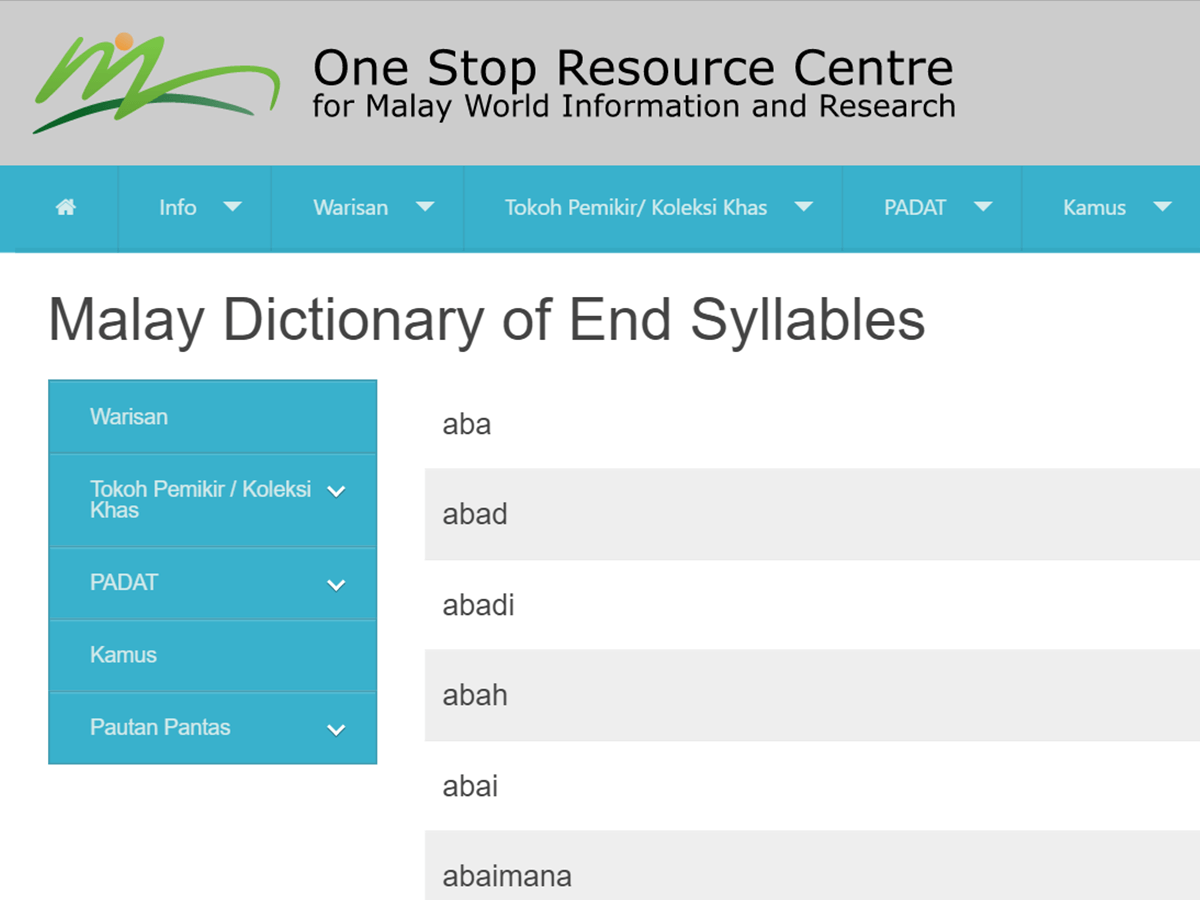 One Stop Resource Centre
for Malay World Information and Research
Info
Warisan
Tokoh Pemikir/ Koleksi Khas
PADAT
Kamus
Malay Dictionary of End Syllables
Warisan
Tokoh Pemikir / Koleksi
Khas
PADAT
Kamus
Pautan Pantas
aba
abad
abadi
abah
abai
abaimana